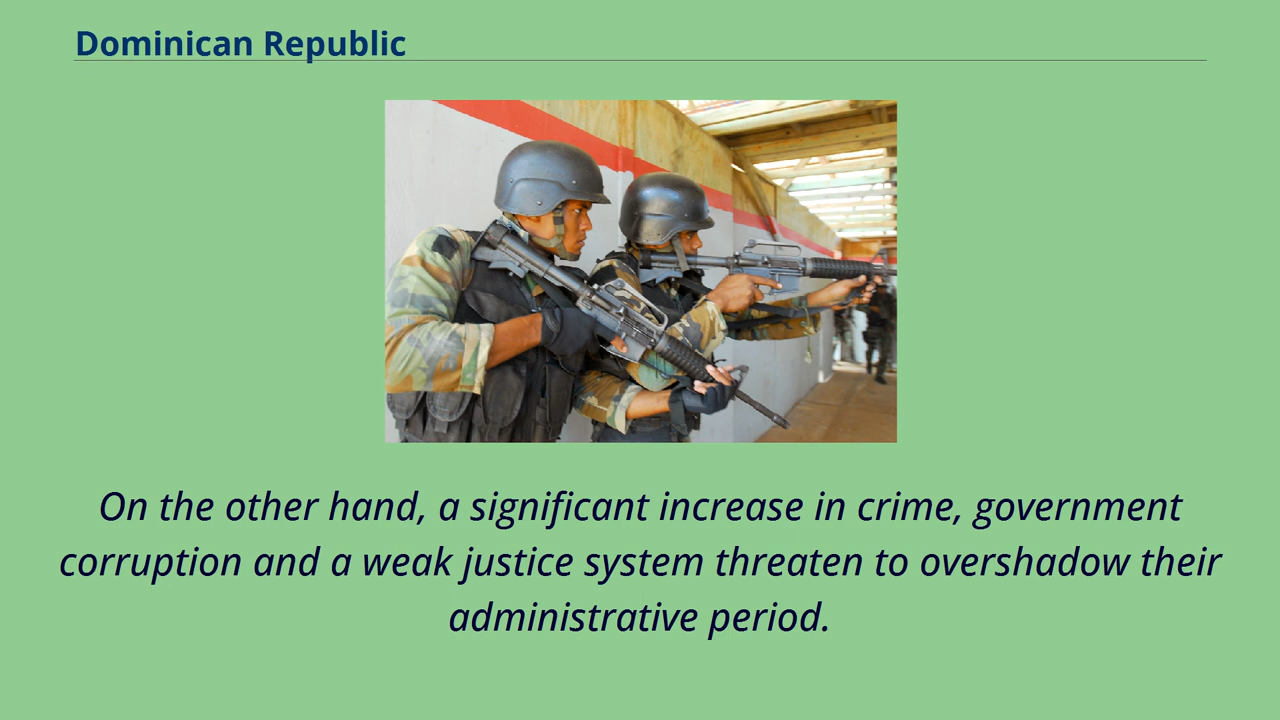 Dominican Republic
On the other hand, a significant increase in crime, government
corruption and a weak justice system threaten to overshadow their
administrative period.